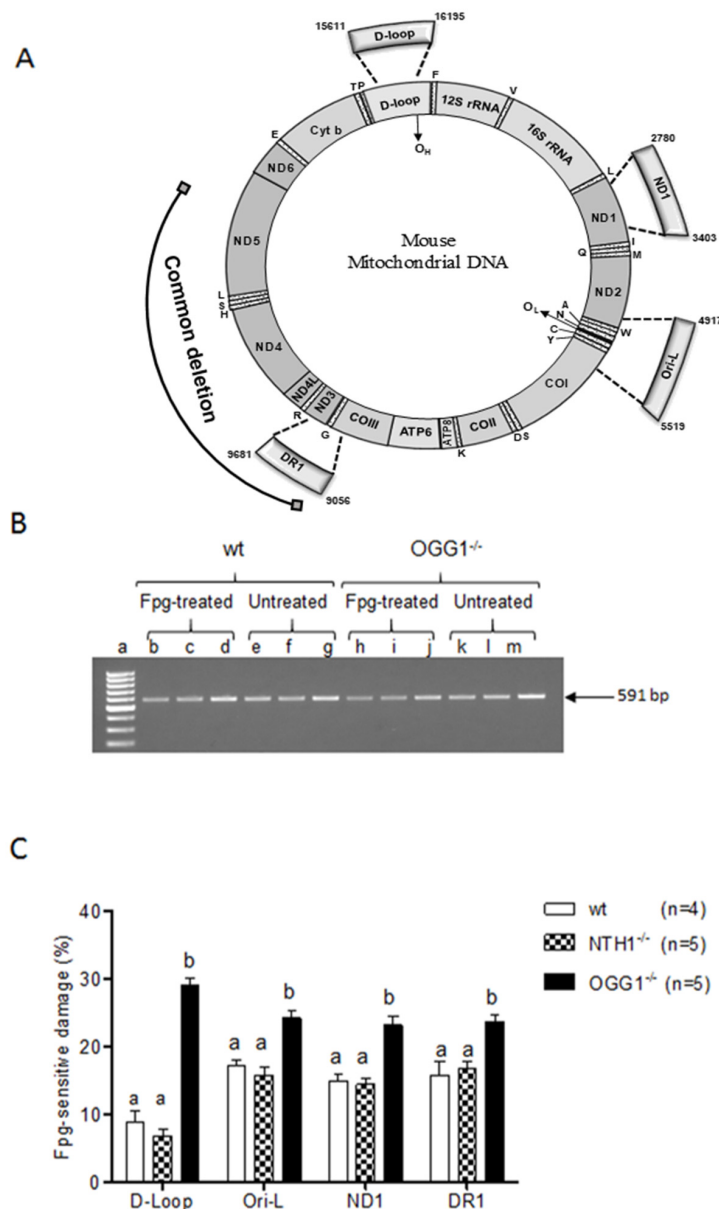 A
15611
16195
D-loop
TP
F
D-loop
12S rRNA
V
E
Cyt b
16S rRNA
O_H
L
2780
ND1
3403
ND6
ND1
I
M
Q
ND5
Mouse
Mitochondrial DNA
ND2
L
S
H
O_L
A
N
C
Y
W
4917
Ori-L
5519
COI
ND4
Common deletion
ND4L
ND3
R
G
COIII
ATP6
ATP8
COII
K
D
S
9681
DR1
9056
B
wt OGG1-/-
Fpg-treated Untreated Fpg-treated Untreated
a b c d e f g h i j k l m
591 bp
C
Fpg-sensitive damage (%)
40
30
20
10
0
a a b
a a b
a a b
a a b
D-Loop Ori-L ND1 DR1
wt (n=4)
NTH1-/- (n=5)
OGG1-/- (n=5)